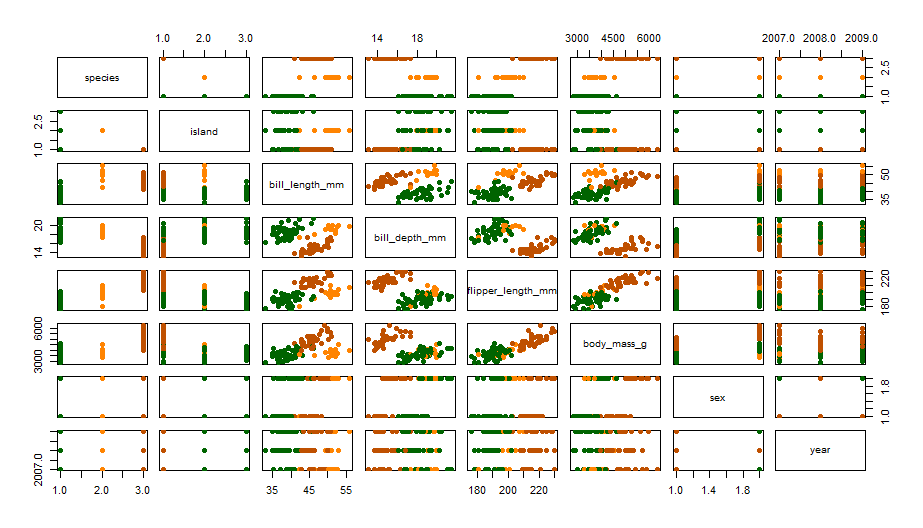 1.0 2.0 3.0 14 18 3000 4500 6000 2007.0 2008.0 2009.0
species 1.0 2.5
1.0 2.5 island
bill_length_mm 35 50
14 20 bill_depth_mm
flipper_length_mm 180 220
3000 6000 body_mass_g
sex 1.0 1.8
2007.0 year
1.0 2.0 3.0 35 45 55 180 200 220 1.0 1.4 1.8